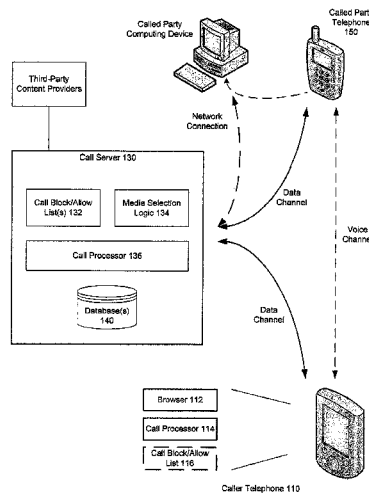 Called Party
Computing Device
Called Part
Telephone
150
Third-Party
Content Providers
Network
Connection
Call Server 130
Call Block/Allow
List(s) 132
Media Selection
Logic 134
Data
Channel
Voice
Channe
Call Processor 136
Database(s)
140
Data
Channel
Browser 112
Call Processor 114
Call Block/Allow
List 116
Caller Telephone 110